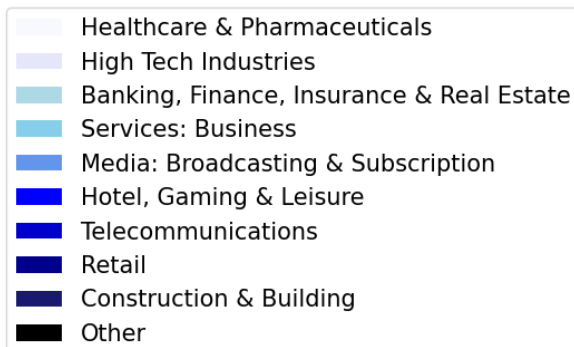 Healthcare & Pharmaceuticals
High Tech Industries
Banking, Finance, Insurance & Real Estate
Services: Business
Media: Broadcasting & Subscription
Hotel, Gaming & Leisure
Telecommunications
Retail
Construction & Building
Other